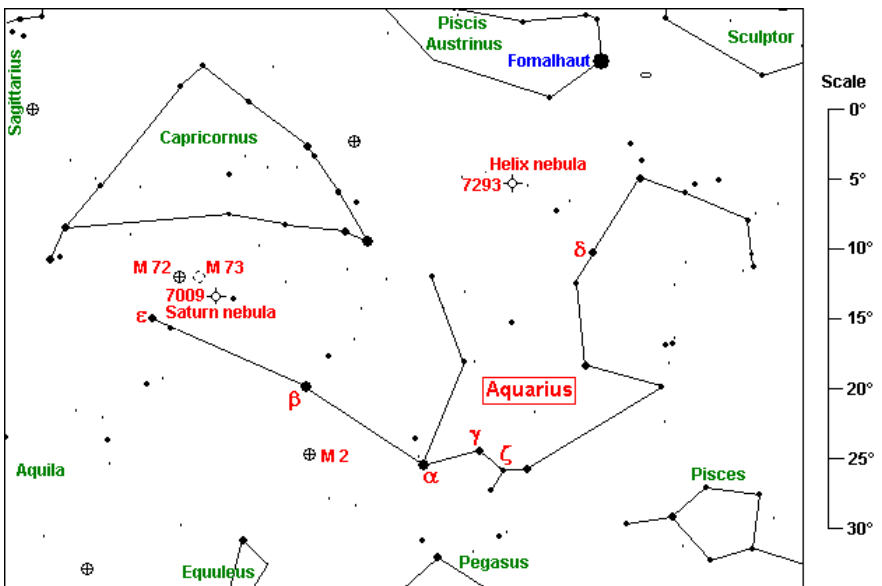 Piscis
Austrinus
Sculptor
Fomalhaut
Sagittarius
Scale
0°
Capricornus
Helix nebula
7293
5°
δ
10°
M 72
M 73
7009
Saturn nebula
ε
15°
β
Aquarius
20°
γ
ζ
M 2
α
25°
Aquila
Pisces
30°
Equuleus
Pegasus